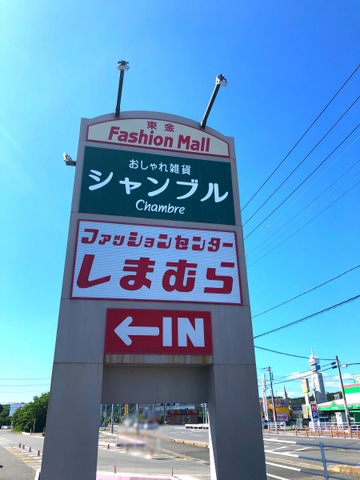 東金
Fashion Mall
おしゃれ雑貨
シャンブル
Chambre
ファッションセンター
しまむら
←IN